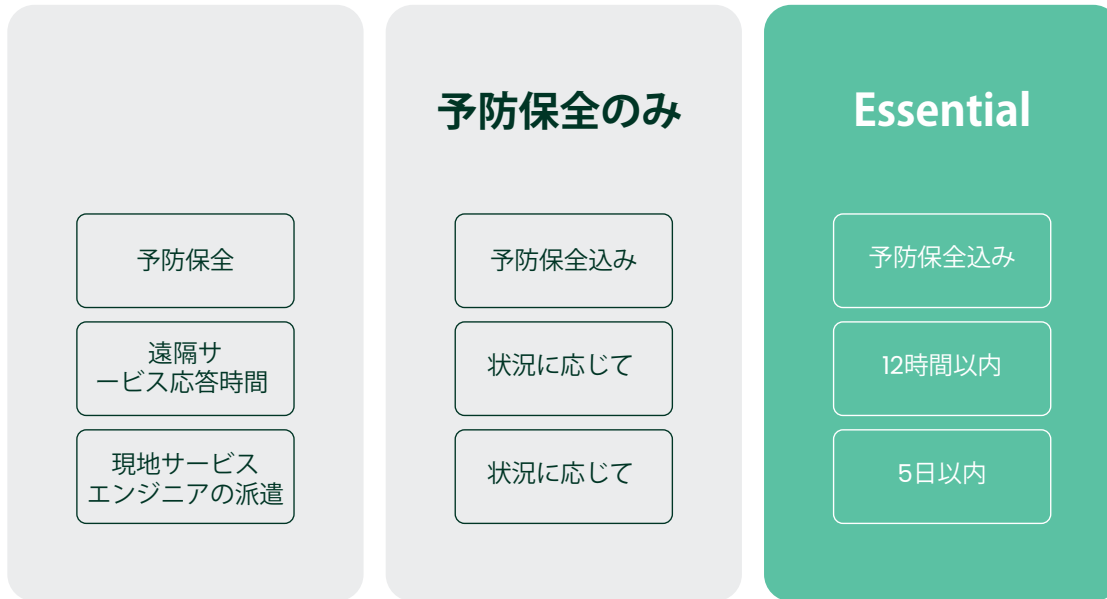 予防保全のみ
Essential
予防保全
予防保全込み
予防保全込み
遠隔サ
ービス応答時間
状況に応じて
12時間以内
現地サービス
エンジニアの派遣
状況に応じて
5日以内